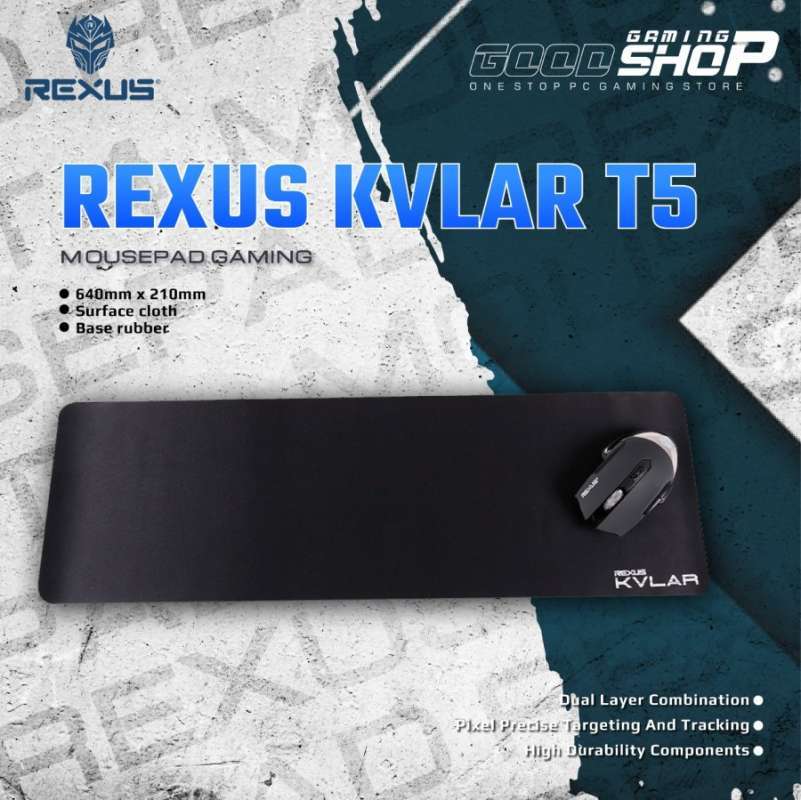 REXUS
GOOD GAMING SHOP
ONE STOP PC GAMING STORE
REXUS KVLAR T5
MOUSEPAD GAMING
640mm x 210mm
Surface cloth
Base rubber
REXUS
REXUS
KVLAR
Dual Layer Combination
Pixel Precise Targeting And Tracking
High Durability Components